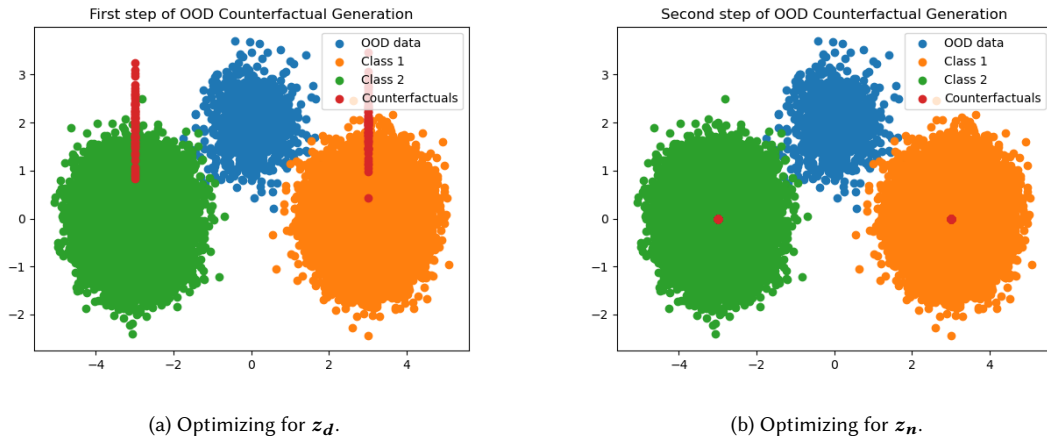 First step of OOD Counterfactual Generation
OOD data
Class 1
Class 2
Counterfactuals
3
2
1
0
−1
−2
−4
−2
0
2
4
(a) Optimizing for z_d.
Second step of OOD Counterfactual Generation
OOD data
Class 1
Class 2
Counterfactuals
3
2
1
0
−1
−2
−4
−2
0
2
4
(b) Optimizing for z_n.